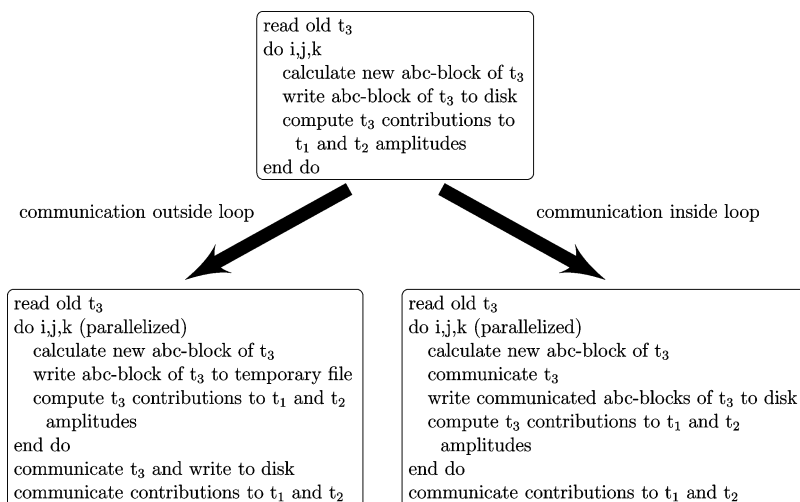 read old t₃
do i,j,k
calculate new abc-block of t₃
write abc-block of t₃ to disk
compute t₃ contributions to
t₁ and t₂ amplitudes
end do
communication outside loop
communication inside loop
read old t₃
do i,j,k (parallelized)
calculate new abc-block of t₃
write abc-block of t₃ to temporary file
compute t₃ contributions to t₁ and t₂
amplitudes
end do
communicate t₃ and write to disk
communicate contributions to t₁ and t₂
read old t₃
do i,j,k (parallelized)
calculate new abc-block of t₃
communicate t₃
write communicated abc-blocks of t₃ to disk
compute t₃ contributions to t₁ and t₂
amplitudes
end do
communicate contributions to t₁ and t₂